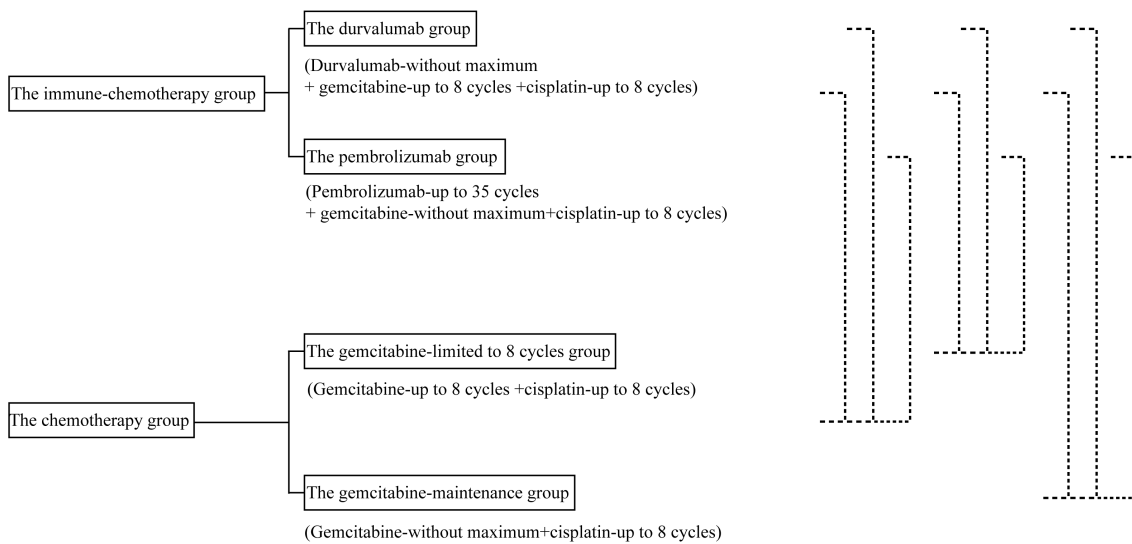 The durvalumab group
(Durvalumab-without maximum
+ gemcitabine-up to 8 cycles +cisplatin-up to 8 cycles)
The immune-chemotherapy group
The pembrolizumab group
(Pembrolizumab-up to 35 cycles
+ gemcitabine-without maximum+cisplatin-up to 8 cycles)
The gemcitabine-limited to 8 cycles group
(Gemcitabine-up to 8 cycles +cisplatin-up to 8 cycles)
The chemotherapy group
The gemcitabine-maintenance group
(Gemcitabine-without maximum+cisplatin-up to 8 cycles)